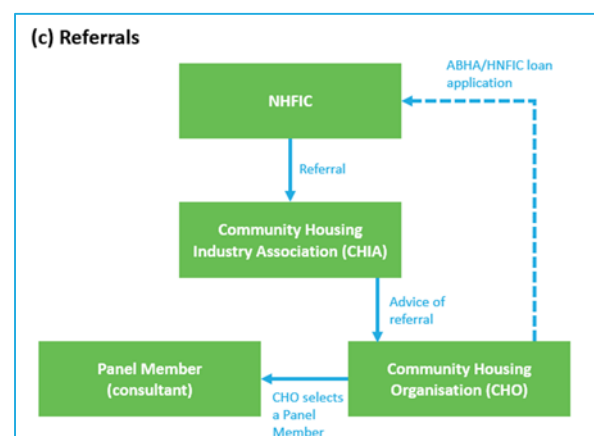 (c) Referrals
ABHA/HNFIC loan
application
NHFIC
Referral
Community Housing
Industry Association (CHIA)
Advice of
referral
Panel Member
(consultant)
Community Housing
Organisation (CHO)
CHO selects
a Panel
Member